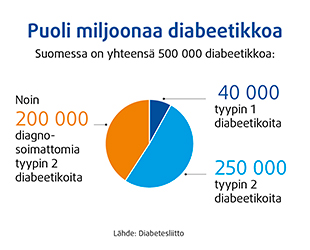 Puoli miljoonaa diabeetikkoa
Suomessa on yhteensä 500 000 diabeetikkoa:
Noin
200 000
diagno-
soimattomia
tyypin 2
diabeetikoita
40 000
tyypin 1
diabeetikoita
250 000
tyypin 2
diabeetikoita
Lähde: Diabetesliitto